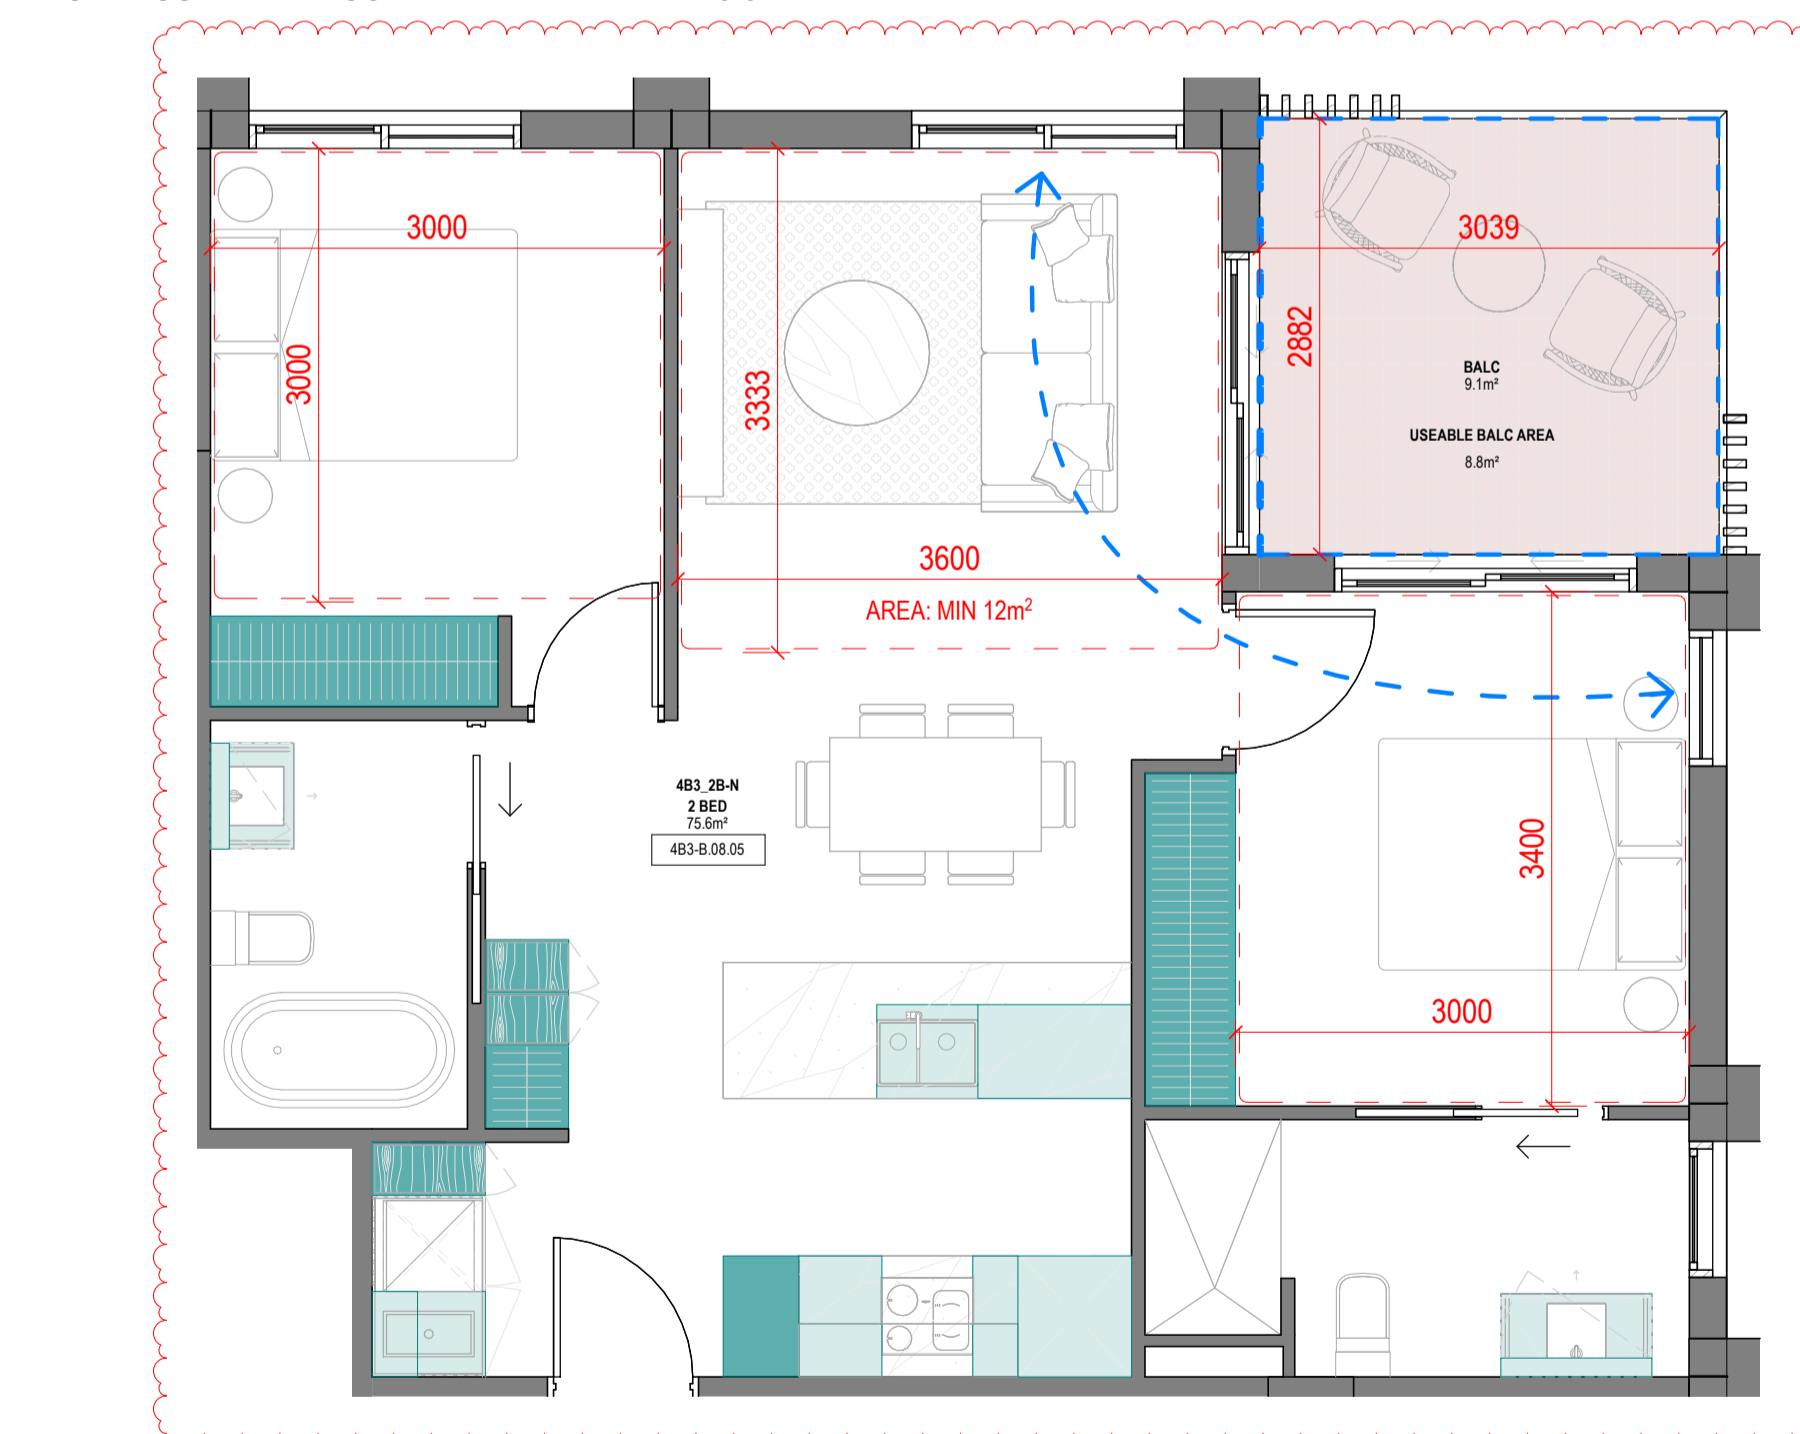 3000
3000
3333
3600
AREA: MIN 12m²
3039
2882
BALC
9.1m²
USEABLE BALC AREA
8.8m²
4B3_2B-N
2 BED
75.6m²
4B3-B.08.05
3400
3000